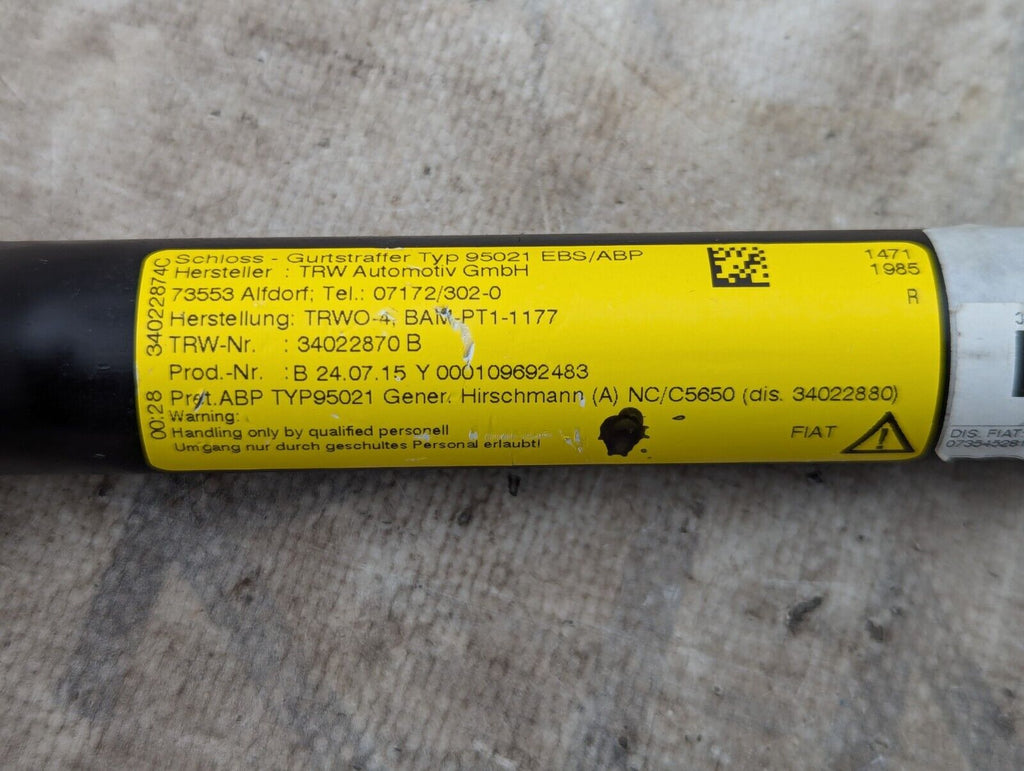 Schloss - Gurtstraffer Typ 95021 EBS/ABP
Hersteller : TRW Automotiv GmbH
73553 Alfdorf; Tel.: 07172/302-0
Herstellung: TRWO-4, BAM-PT1-1177
TRW-Nr. : 34022870 B
Prod.-Nr. :B 24.07.15 Y 000109692483
Prot.ABP TYP95021 Gener. Hirschmann (A) NC/C5650 (dis. 34022880)
Warning:
Handling only by qualified personell
Umgang nur durch geschultes Personal erlaubt!
00:28 34022874C
1471
1985
R
FIAT
DIS. FIAT